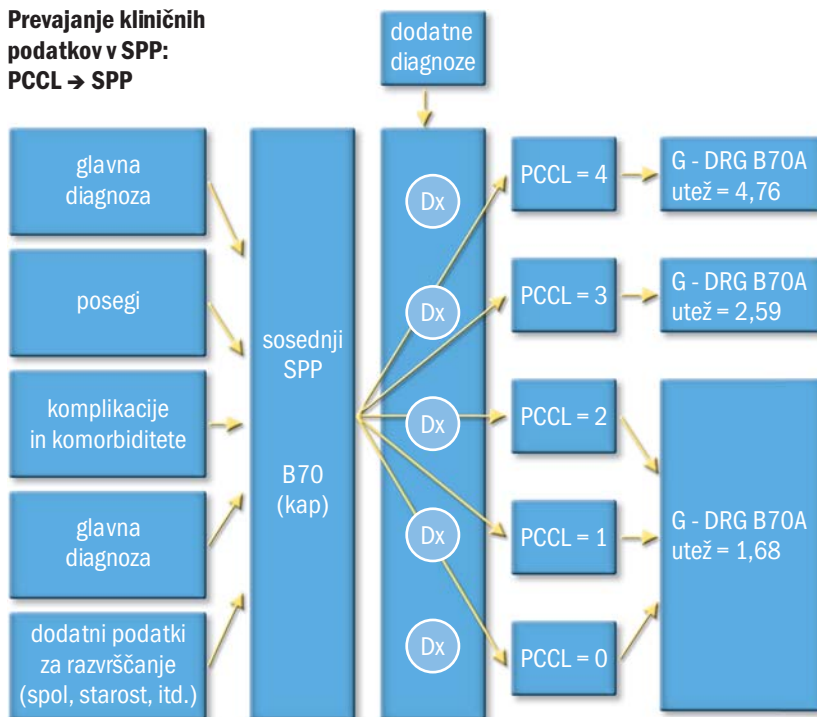 Prevajanje kliničnih
podatkov v SPP:
PCCL ➔ SPP
dodatne
diagnoze
glavna
diagnoza
posegi
komplikacije
in komorbiditete
glavna
diagnoza
dodatni podatki
za razvrščanje
(spol, starost, itd.)
sosednji
SPP
B70
(kap)
Dx
Dx
Dx
Dx
Dx
PCCL = 4
PCCL = 3
PCCL = 2
PCCL = 1
PCCL = 0
G - DRG B70A
utež = 4,76
G - DRG B70A
utež = 2,59
G - DRG B70A
utež = 1,68